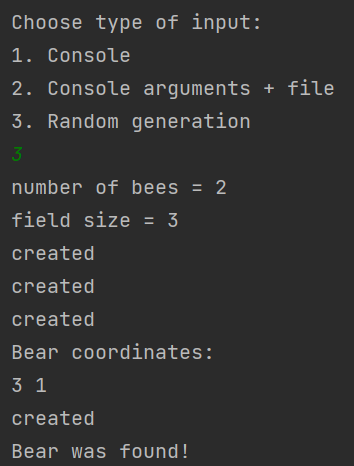 Choose type of input:
1. Console
2. Console arguments + file
3. Random generation
3
number of bees = 2
field size = 3
created
created
created
Bear coordinates:
3 1
created
Bear was found!